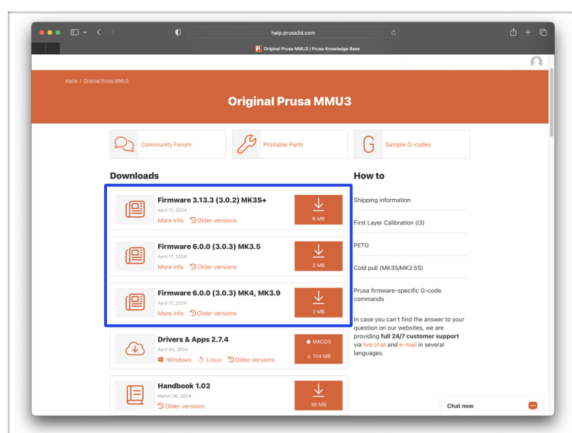 help.prusa3d.com
Original Prusa MMU3 | Prusa Knowledge Base
Home / Original Prusa MMU3
Original Prusa MMU3
Community Forum
Printable Parts
G
Sample G-codes
Downloads
Firmware 3.13.3 (3.0.2) MK3S+
April 17, 2024
More info Older versions
6 MB
Firmware 6.0.0 (3.0.3) MK3.5
April 17, 2024
More info Older versions
2 MB
Firmware 6.0.0 (3.0.3) MK4, MK3.9
April 17, 2024
More info Older versions
2 MB
Drivers & Apps 2.7.4
Windows Linux Older versions
MACOS
104 MB
Handbook 1.02
March 26, 2024
Older versions
38 MB
How to
Shipping information
First Layer Calibration (i3)
PETG
Cold pull (MK3S/MK2.5S)
Prusa firmware-specific G-code
commands
In case you can't find the answer to your
question on our websites, we are
providing full 24/7 customer support
via live chat and e-mail in several
languages.
Chat now